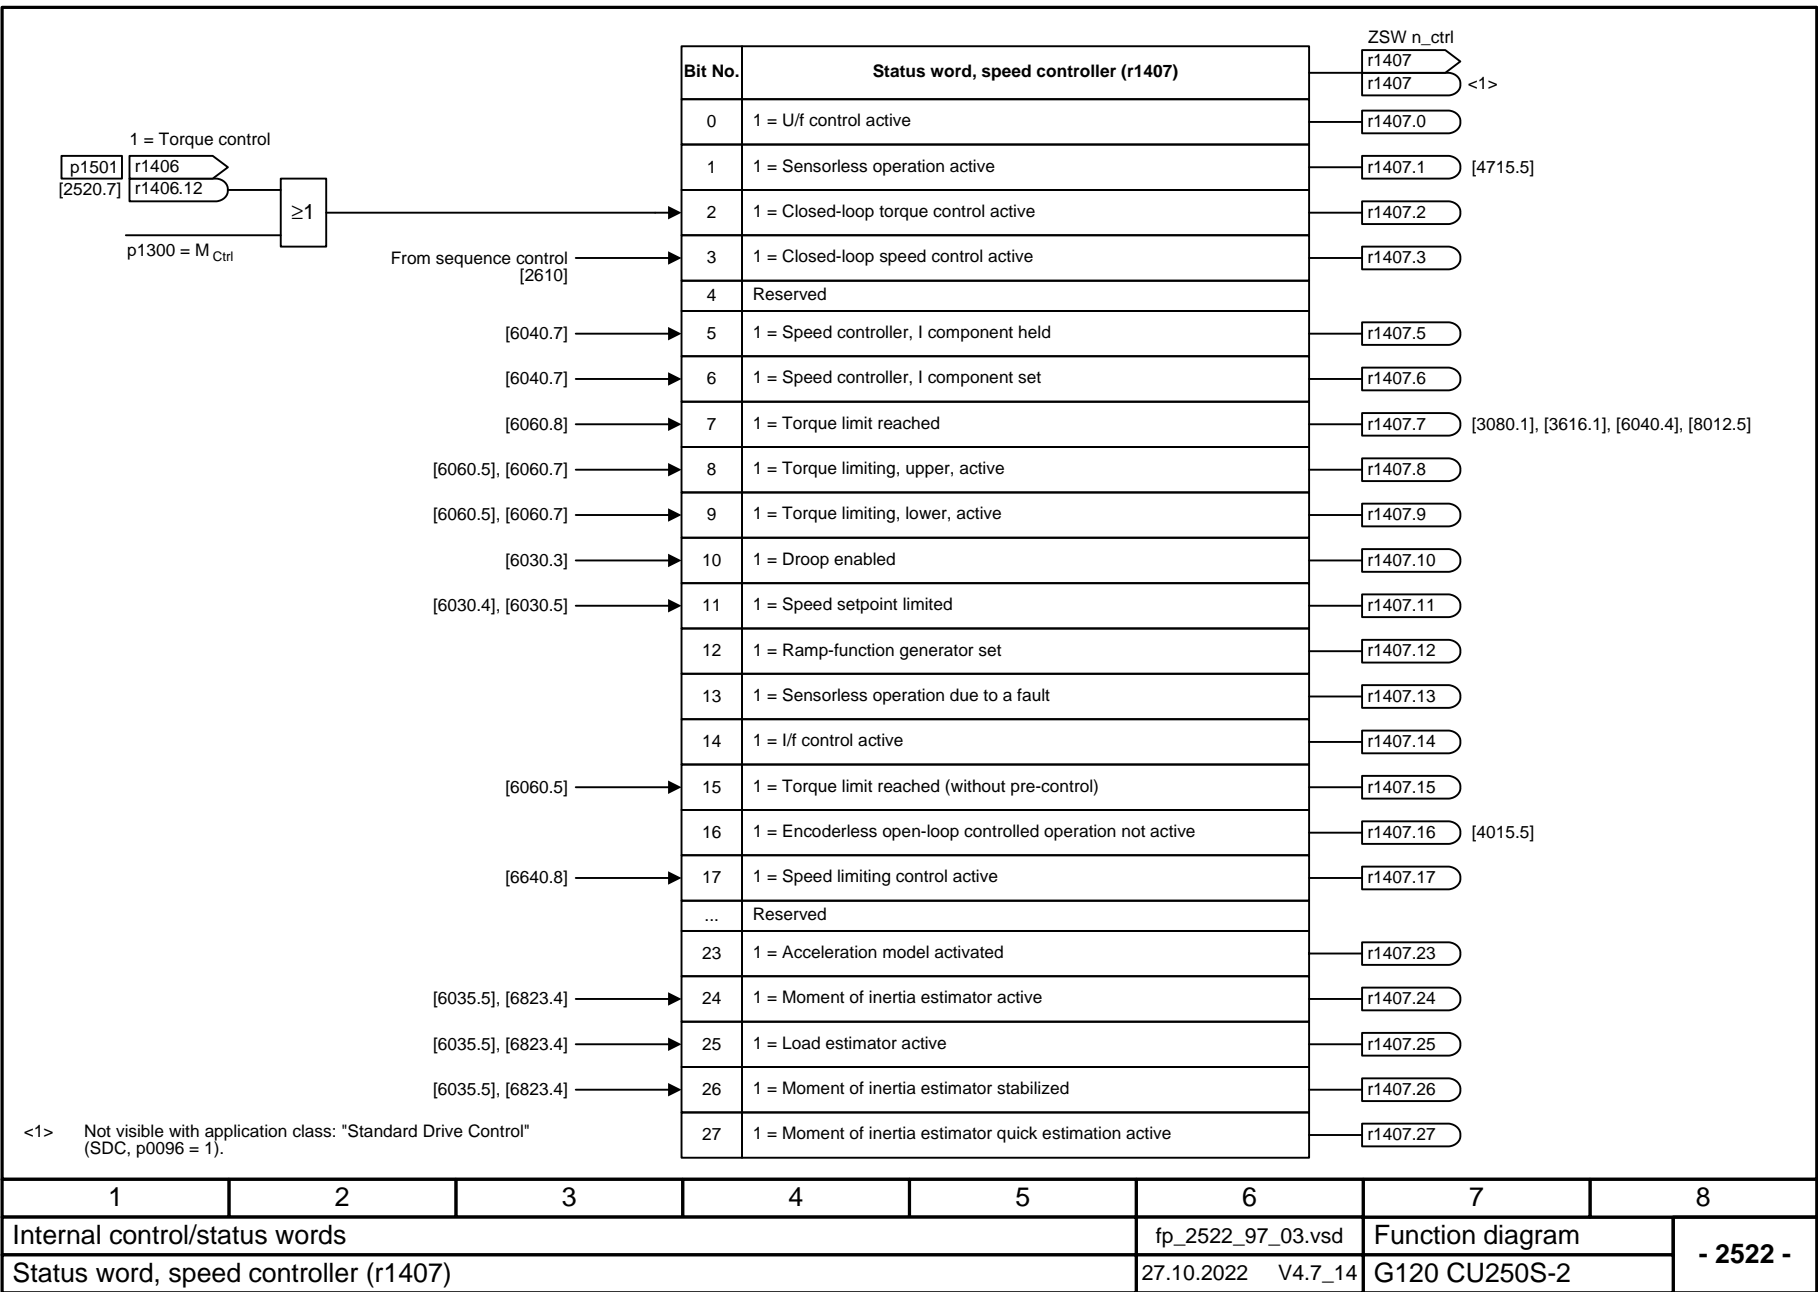 ZSW n_ctrl
Bit No. Status word, speed controller (r1407) r1407
r1407 <1>
0 1 = U/f control active r1407.0
1 = Torque control
p1501 r1406
[2520.7] r1406.12
≥1
p1300 = M Ctrl
1 1 = Sensorless operation active r1407.1 [4715.5]
2 1 = Closed-loop torque control active r1407.2
From sequence control
[2610]
3 1 = Closed-loop speed control active r1407.3
4 Reserved
[6040.7] 5 1 = Speed controller, I component held r1407.5
[6040.7] 6 1 = Speed controller, I component set r1407.6
[6060.8] 7 1 = Torque limit reached r1407.7 [3080.1], [3616.1], [6040.4], [8012.5]
[6060.5], [6060.7] 8 1 = Torque limiting, upper, active r1407.8
[6060.5], [6060.7] 9 1 = Torque limiting, lower, active r1407.9
[6030.3] 10 1 = Droop enabled r1407.10
[6030.4], [6030.5] 11 1 = Speed setpoint limited r1407.11
12 1 = Ramp-function generator set r1407.12
13 1 = Sensorless operation due to a fault r1407.13
14 1 = I/f control active r1407.14
[6060.5] 15 1 = Torque limit reached (without pre-control) r1407.15
16 1 = Encoderless open-loop controlled operation not active r1407.16 [4015.5]
[6640.8] 17 1 = Speed limiting control active r1407.17
... Reserved
23 1 = Acceleration model activated r1407.23
[6035.5], [6823.4] 24 1 = Moment of inertia estimator active r1407.24
[6035.5], [6823.4] 25 1 = Load estimator active r1407.25
[6035.5], [6823.4] 26 1 = Moment of inertia estimator stabilized r1407.26
27 1 = Moment of inertia estimator quick estimation active r1407.27
<1> Not visible with application class: "Standard Drive Control"
(SDC, p0096 = 1).
1 2 3 4 5 6 7 8
Internal control/status words fp_2522_97_03.vsd Function diagram
- 2522 -
Status word, speed controller (r1407) 27.10.2022 V4.7_14 G120 CU250S-2